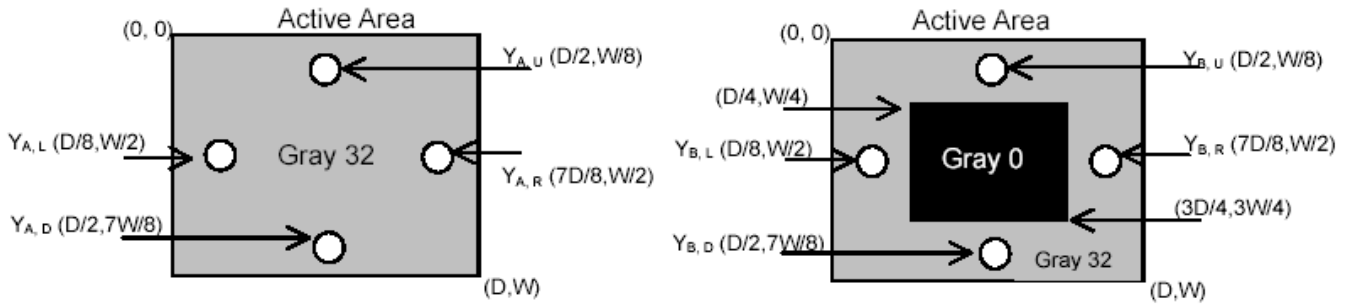 Active Area
(0, 0)
YA, U (D/2,W/8)
YA, L (D/8,W/2)
Gray 32
YA, R (7D/8,W/2)
YA, D (D/2,7W/8)
(D,W)
Active Area
(0, 0)
YB, U (D/2,W/8)
(D/4,W/4)
YB, L (D/8,W/2)
Gray 0
YB, R (7D/8,W/2)
(3D/4,3W/4)
YB, D (D/2,7W/8)
Gray 32
(D,W)